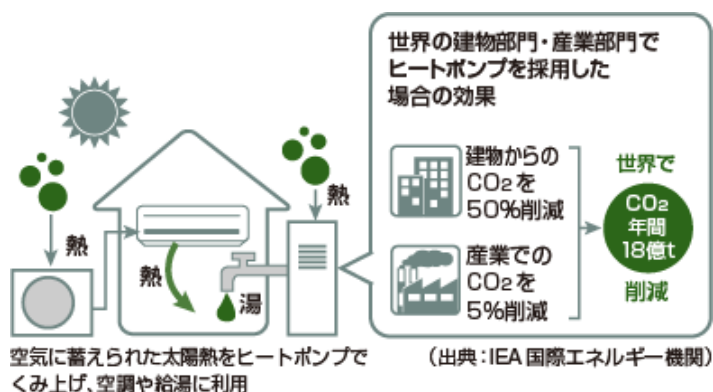 世界の建物部門・産業部門で
ヒートポンプを採用した
場合の効果
建物からの
CO2を
50%削減
産業での
CO2を
5%削減
世界で
CO2
年間
18億t
削減
熱
熱
熱
湯
空気に蓄えられた太陽熱をヒートポンプで
くみ上げ、空調や給湯に利用
（出典：IEA国際エネルギー機関）